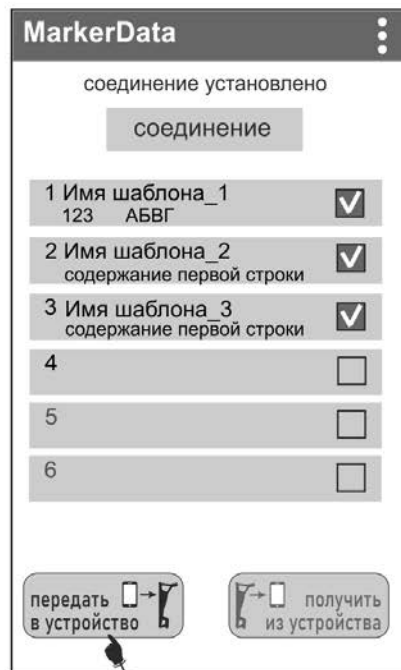 MarkerData
соединение установлено
соединение
1 Имя шаблона_1
123 АБВГ
2 Имя шаблона_2
содержание первой строки
3 Имя шаблона_3
содержание первой строки
4
5
6
передать
в устройство
получить
из устройства